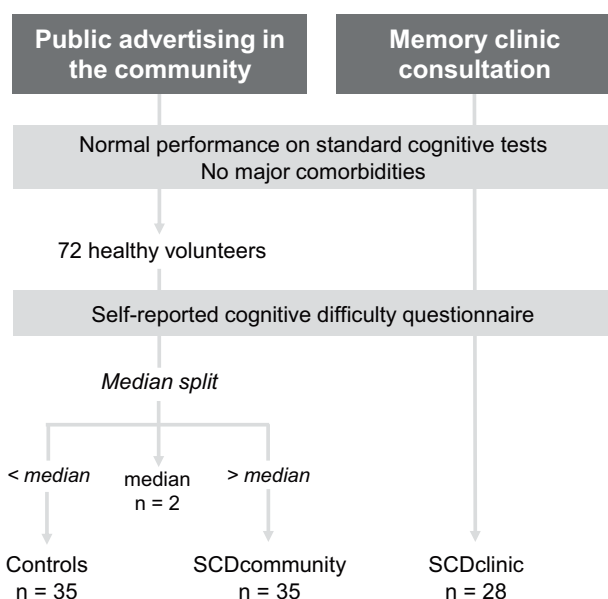 Public advertising in
the community
Memory clinic
consultation
Normal performance on standard cognitive tests
No major comorbidities
72 healthy volunteers
Self-reported cognitive difficulty questionnaire
Median split
< median
median
n = 2
> median
Controls
n = 35
SCDcommunity
n = 35
SCDclinic
n = 28